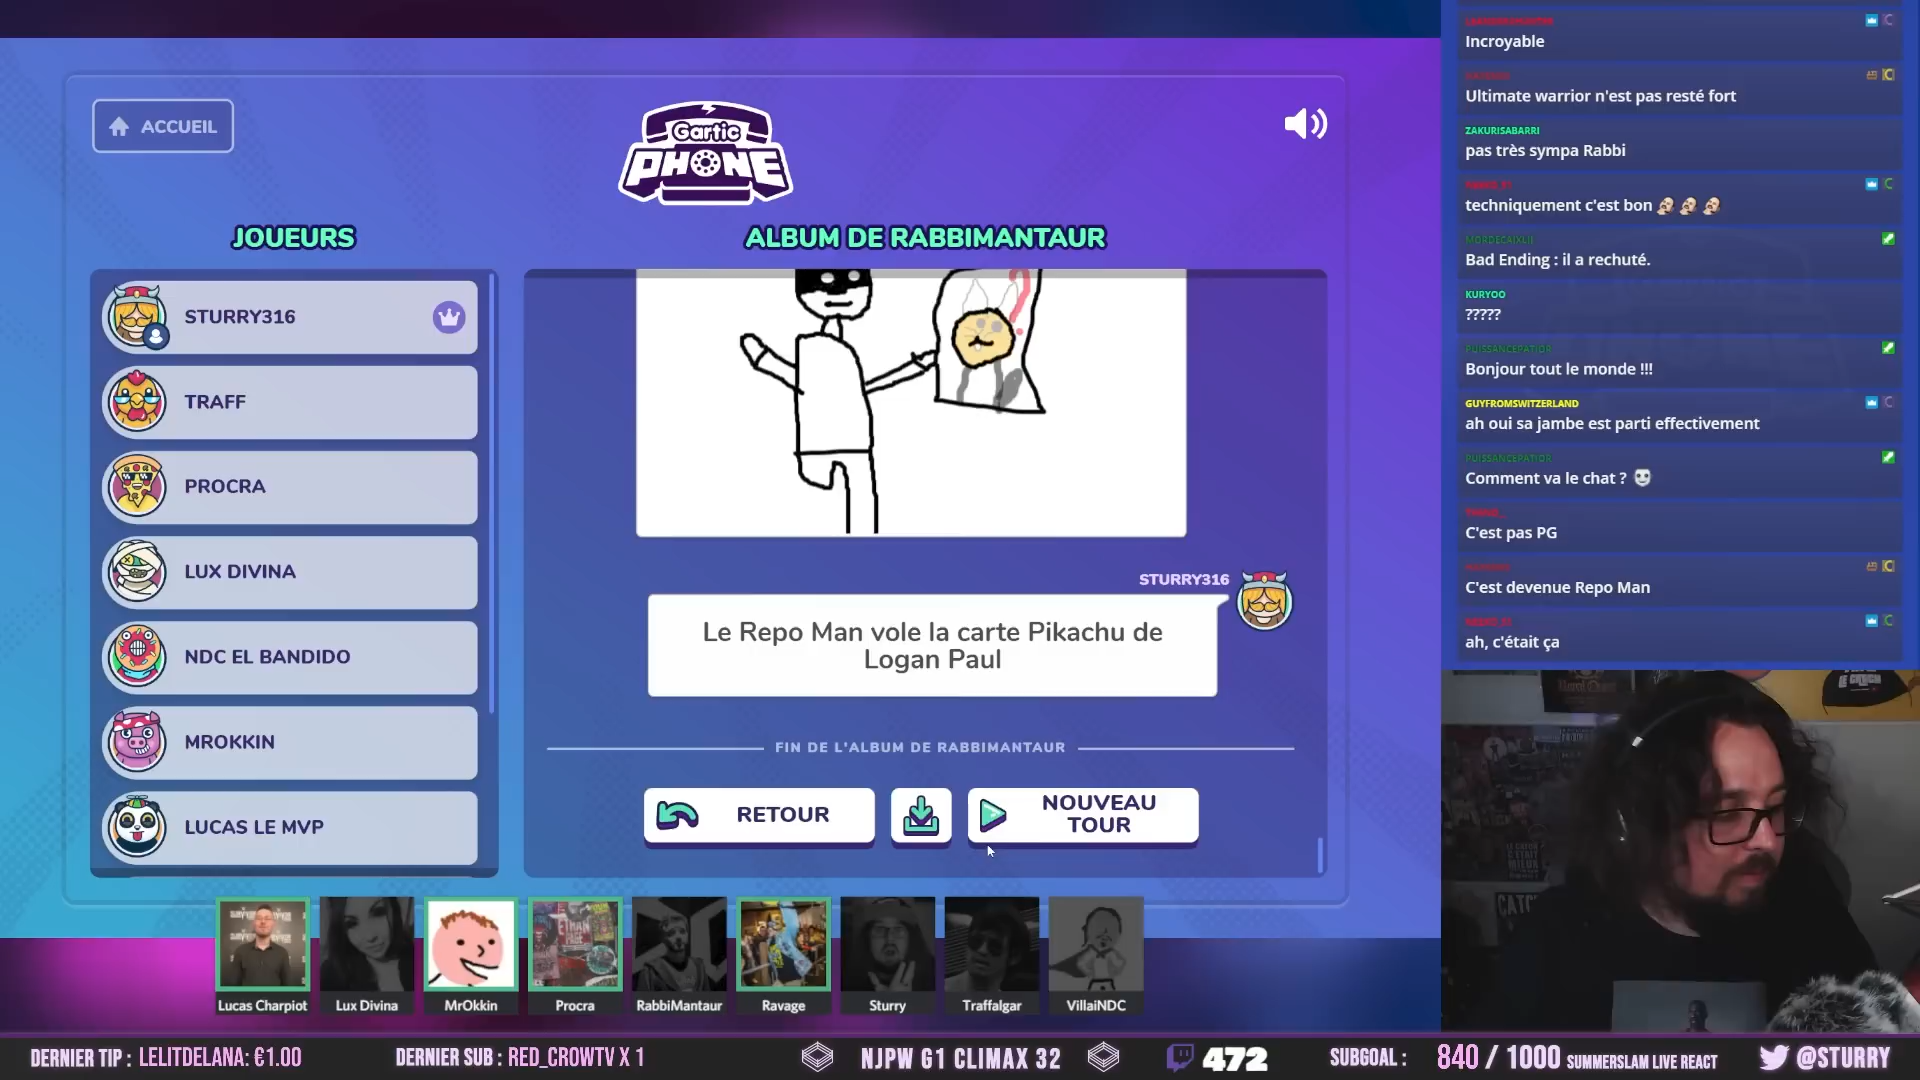 ACCUEIL
Gartic
PHONE
JOUEURS
STURRY316
TRAFF
PROCRA
LUX DIVINA
NDC EL BANDIDO
MROKKIN
LUCAS LE MVP
ALBUM DE RABBIMANTAUR
?
STURRY316
Le Repo Man vole la carte Pikachu de
Logan Paul
FIN DE L'ALBUM DE RABBIMANTAUR
RETOUR
NOUVEAU
TOUR
Incroyable
Ultimate warrior n'est pas resté fort
ZAKURISABARRI
pas très sympa Rabbi
techniquement c'est bon
MORDECAIXLII
Bad Ending : il a rechuté.
KURYOO
?????
PUISSANCEPATIOR
Bonjour tout le monde !!!
GUYFROMSWITZERLAND
ah oui sa jambe est parti effectivement
PUISSANCEPATIOR
Comment va le chat ?
C'est pas PG
C'est devenue Repo Man
ah, c'était ça
Lucas Charpiot
Lux Divina
MrOkkin
Procra
RabbiMantaur
Ravage
Sturry
Traffalgar
VillaiNDC
DERNIER TIP : LELITDELANA: €1.00
DERNIER SUB : RED_CROWTV X 1
NJPW G1 CLIMAX 32
472
SUBGOAL : 840 / 1000 SUMMERSLAM LIVE REACT
@STURRY